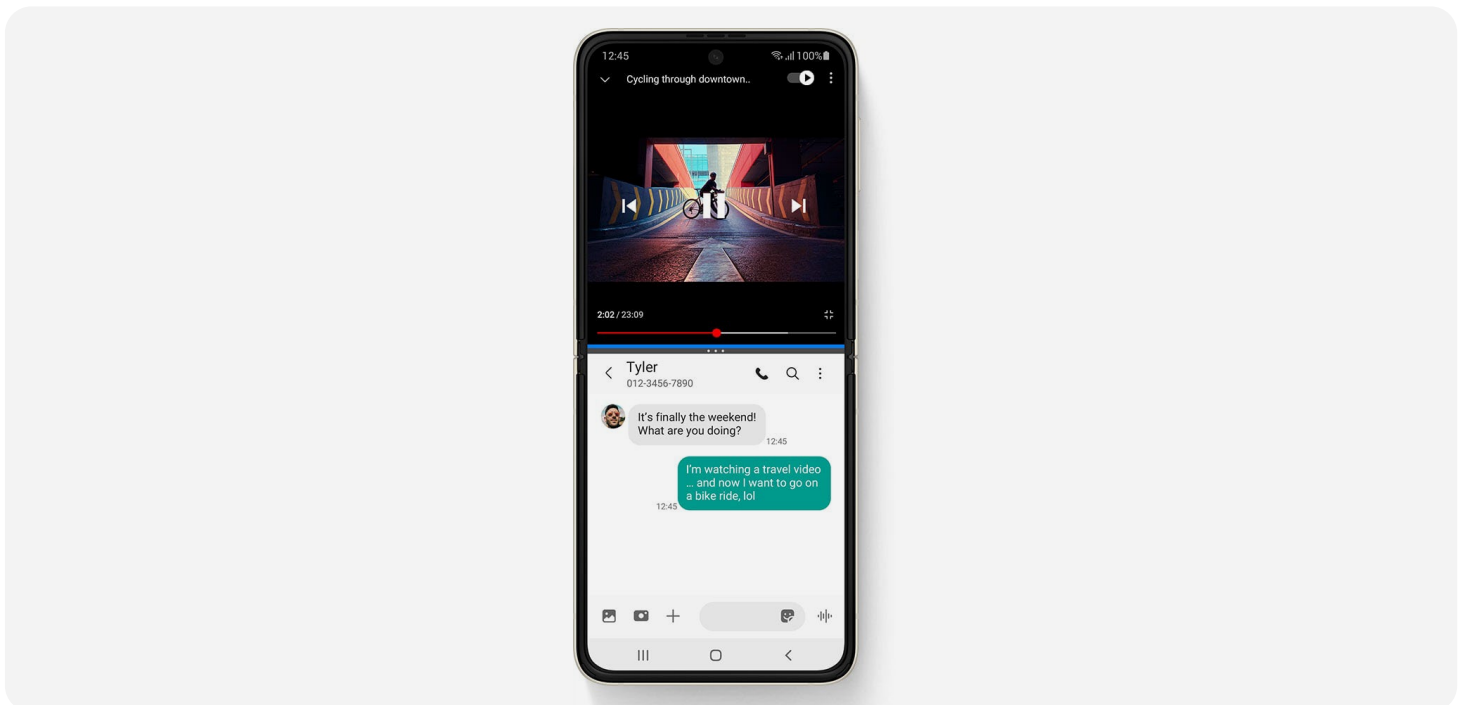 12:45
100%
Cycling through downtown..
2:02 / 23:09
Tyler
012-3456-7890
It's finally the weekend!
What are you doing?
12:45
I'm watching a travel video
… and now I want to go on
a bike ride, lol
12:45